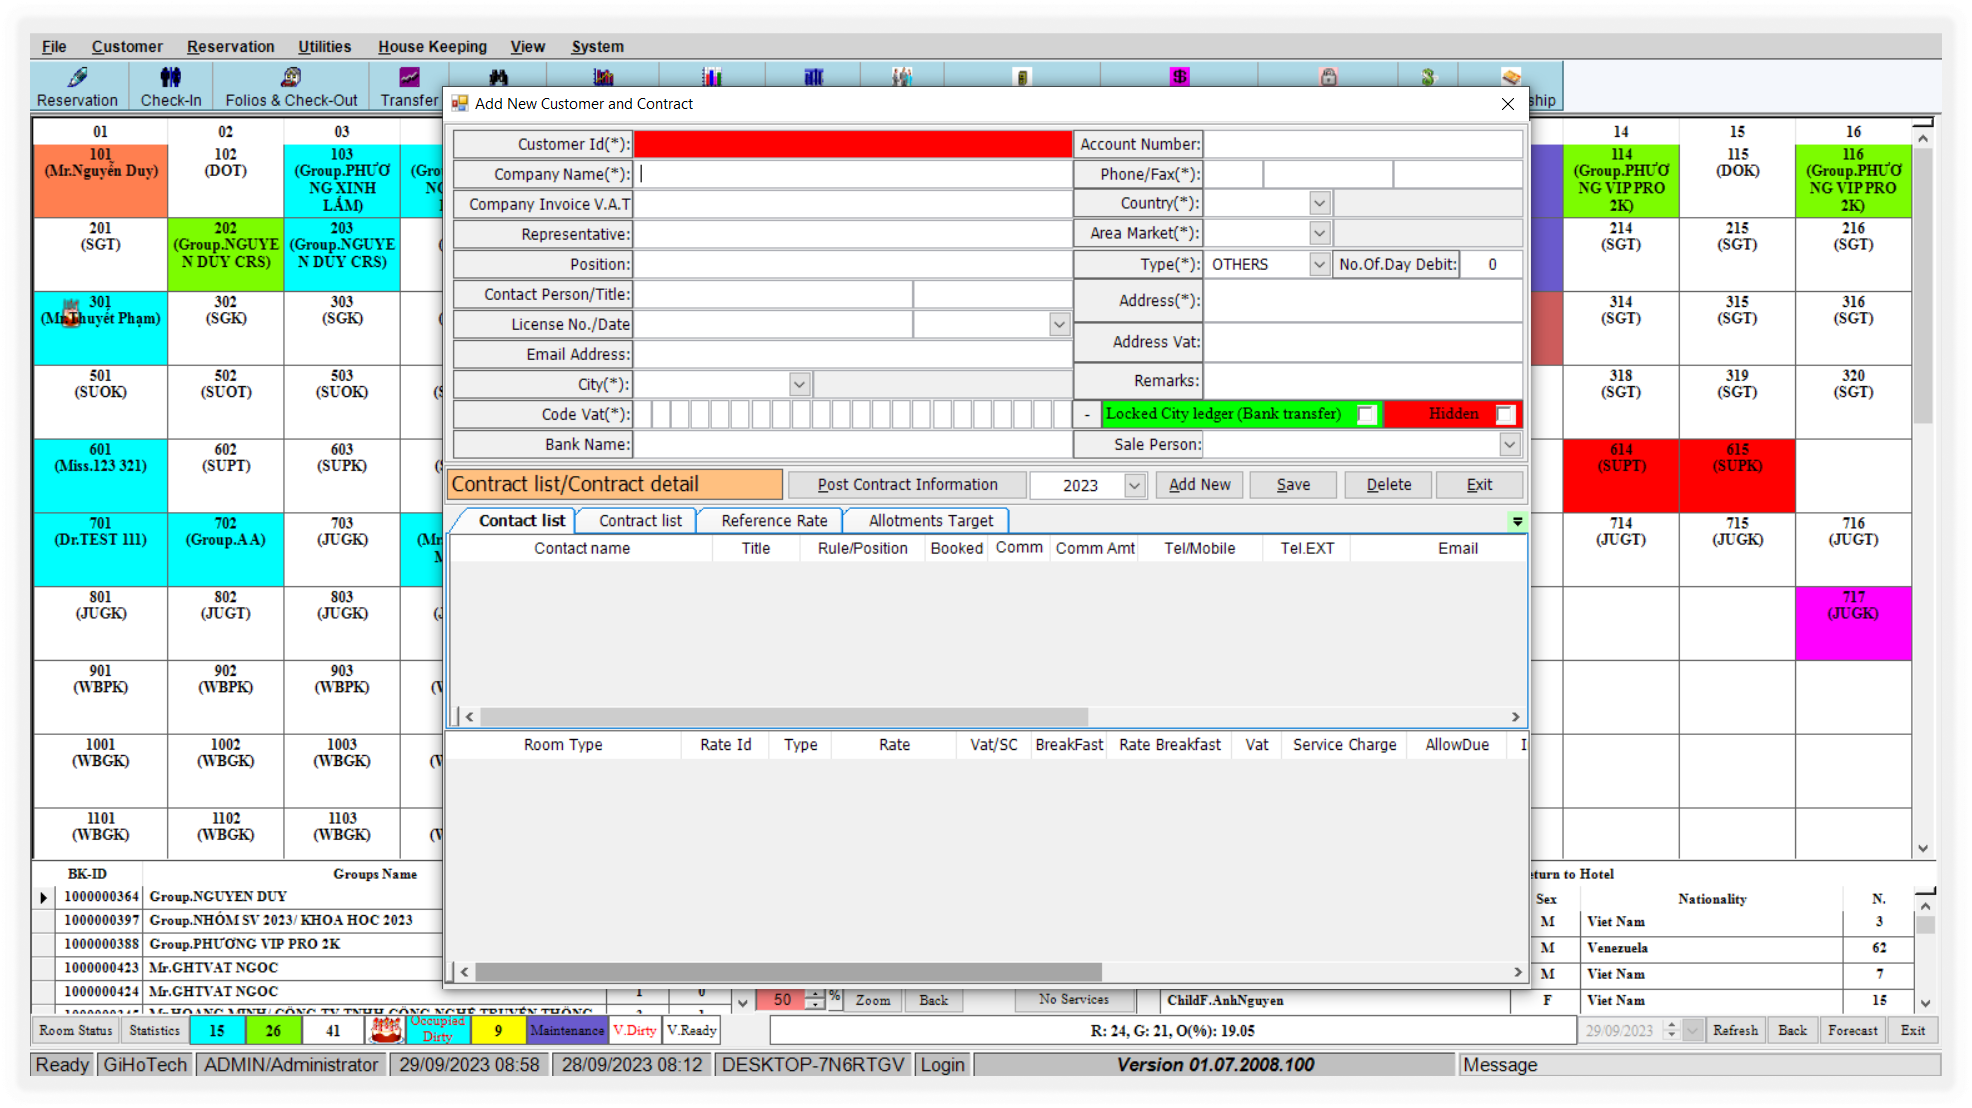 File Customer Reservation Utilities House Keeping View System
Reservation Check-In Folios & Check-Out Transfer
Add New Customer and Contract
01 02 03 14 15 16
101
(Mr.Nguyễn Duy)
102
(DOT)
103
(Group.PHƯƠ
NG XINH
LẮM)
114
(Group.PHƯƠ
NG VIP PRO
2K)
115
(DOK)
116
(Group.PHƯƠ
NG VIP PRO
2K)
201
(SGT)
202
(Group.NGUYE
N DUY CRS)
203
(Group.NGUYE
N DUY CRS)
214
(SGT)
215
(SGT)
216
(SGT)
301
302
(SGK)
303
(SGK)
314
(SGT)
315
(SGT)
316
(SGT)
501
(SUOK)
502
(SUOT)
503
(SUOK)
318
(SGT)
319
(SGT)
320
(SGT)
601
(Miss.123 321)
602
(SUPT)
603
(SUPK)
614
(SUPT)
615
(SUPK)
701
(Dr.TEST 111)
702
(Group.AA)
703
(JUGK)
714
(JUGT)
715
(JUGK)
716
(JUGT)
801
(JUGK)
802
(JUGT)
803
(JUGK)
717
(JUGK)
901
(WBPK)
902
(WBPK)
903
(WBPK)
1001
(WBGK)
1002
(WBGK)
1003
(WBGK)
1101
(WBGK)
1102
(WBGK)
1103
(WBGK)
Customer Id(*): Account Number:
Company Name(*): Phone/Fax(*):
Company Invoice V.A.T Country(*):
Representative: Area Market(*):
Position: Type(*): OTHERS No.Of.Day Debit: 0
Contact Person/Title: Address(*):
License No./Date
Email Address: Address Vat:
City(*): Remarks:
Code Vat(*): - Locked City ledger (Bank transfer) Hidden
Bank Name: Sale Person:
Contract list/Contract detail Post Contract Information 2023 Add New Save Delete Exit
Contact list Contract list Reference Rate Allotments Target
Contact name Title Rule/Position Booked Comm Comm Amt Tel/Mobile Tel.EXT Email
Room Type Rate Id Type Rate Vat/SC BreakFast Rate Breakfast Vat Service Charge AllowDue
BK-ID Groups Name
1000000364 Group.NGUYEN DUY
1000000397 Group.NHÓM SV 2023/ KHOA HOC 2023
1000000388 Group.PHƯƠNG VIP PRO 2K
1000000423 Mr.GHTVAT NGOC
1000000424 Mr.GHTVAT NGOC 1 0
to Hotel
Sex Nationality N.
M Viet Nam 3
M Venezuela 62
M Viet Nam 7
ChildF.AnhNguyen F Viet Nam 15
50 % Zoom Back No Services
Room Status Statistics 15 26 41 Occupied Dirty 9 Maintenance V.Dirty V.Ready R: 24, G: 21, O(%): 19.05 29/09/2023 Refresh Back Forecast Exit
Ready GiHoTech ADMIN/Administrator 29/09/2023 08:58 28/09/2023 08:12 DESKTOP-7N6RTGV Login Version 01.07.2008.100 Message